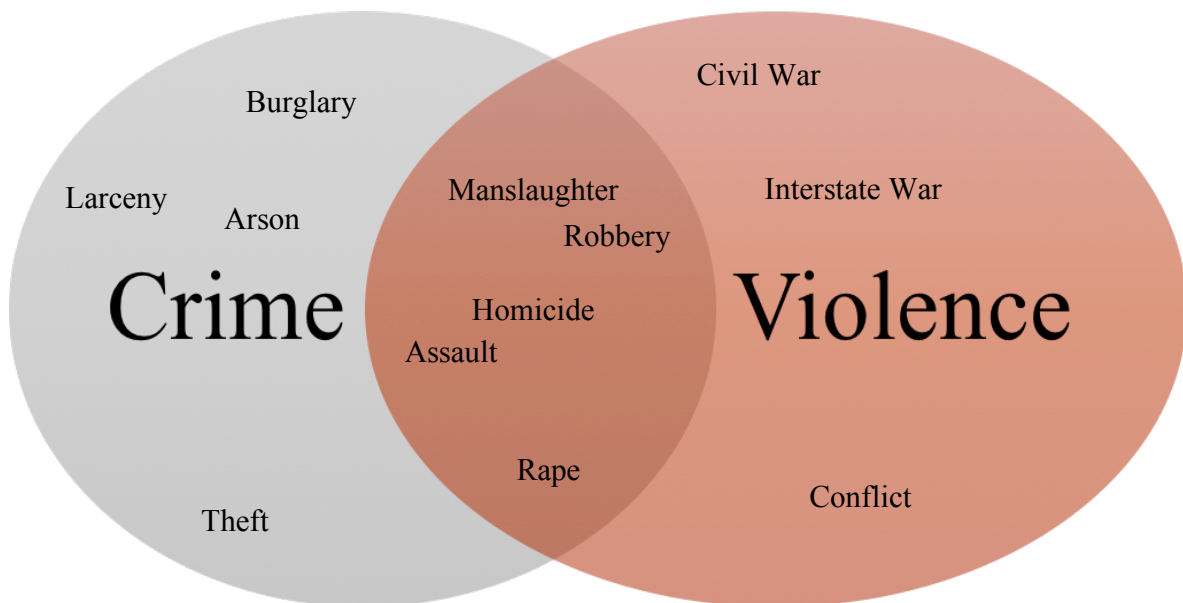 Civil War
Burglary
Manslaughter
Interstate War
Larceny
Arson
Robbery
Crime
Homicide
Violence
Assault
Rape
Conflict
Theft